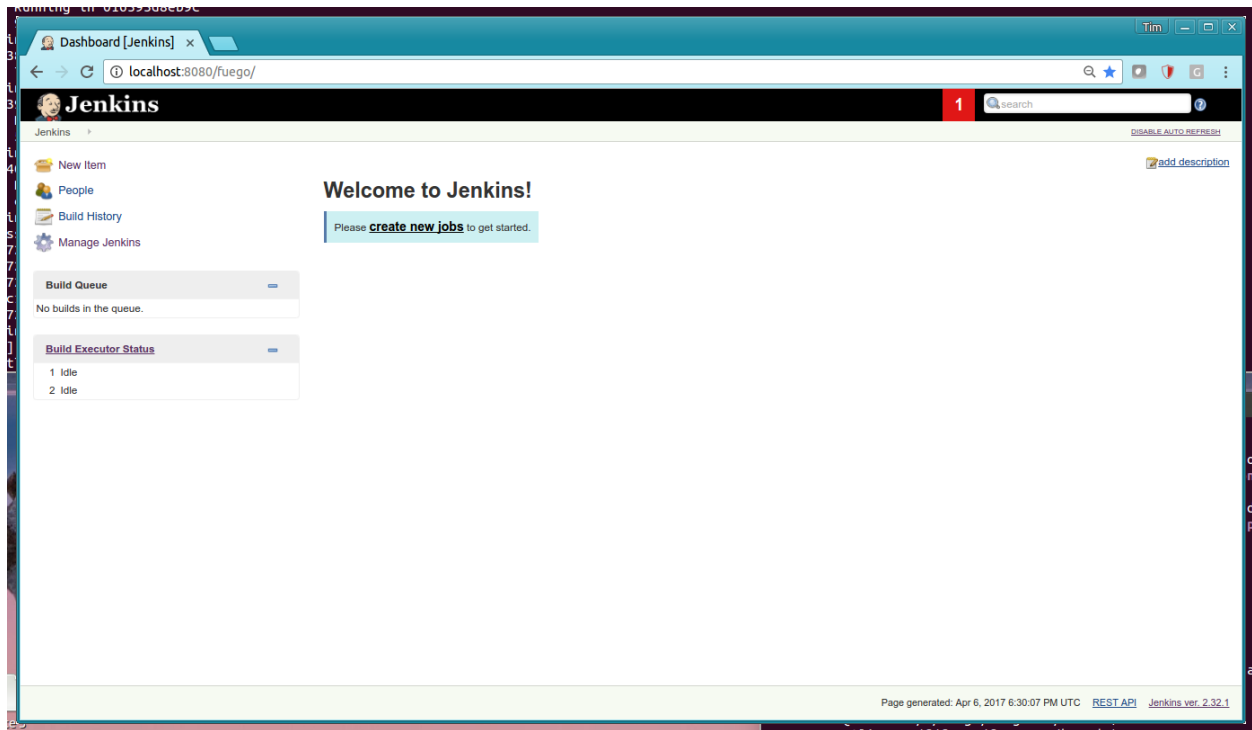 Running in 016395d8eb9c
Tim
Dashboard [Jenkins]
localhost:8080/fuego/
Jenkins
1
search
Jenkins
DISABLE AUTO REFRESH
New Item
add description
People
Welcome to Jenkins!
Build History
Please create new jobs to get started.
Manage Jenkins
Build Queue
No builds in the queue.
Build Executor Status
1 Idle
2 Idle
Page generated: Apr 6, 2017 6:30:07 PM UTC REST API Jenkins ver. 2.32.1